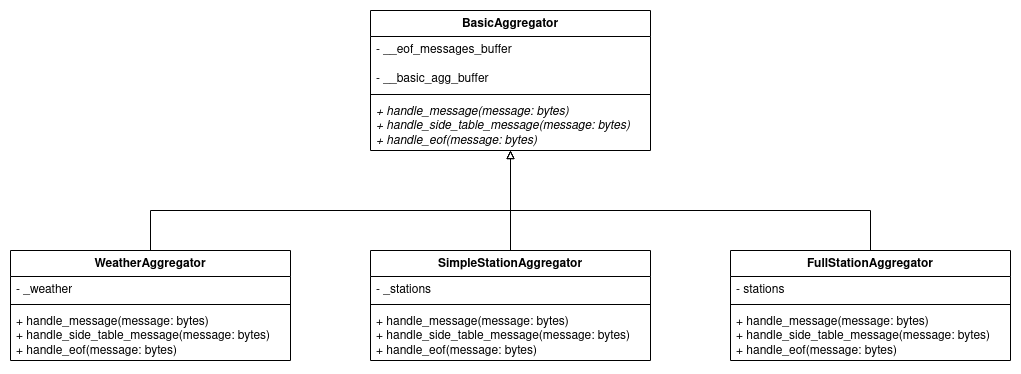 BasicAggregator
- __eof_messages_buffer
- __basic_agg_buffer
+ handle_message(message: bytes)
+ handle_side_table_message(message: bytes)
+ handle_eof(message: bytes)
WeatherAggregator
- _weather
+ handle_message(message: bytes)
+ handle_side_table_message(message: bytes)
+ handle_eof(message: bytes)
SimpleStationAggregator
- _stations
+ handle_message(message: bytes)
+ handle_side_table_message(message: bytes)
+ handle_eof(message: bytes)
FullStationAggregator
- stations
+ handle_message(message: bytes)
+ handle_side_table_message(message: bytes)
+ handle_eof(message: bytes)